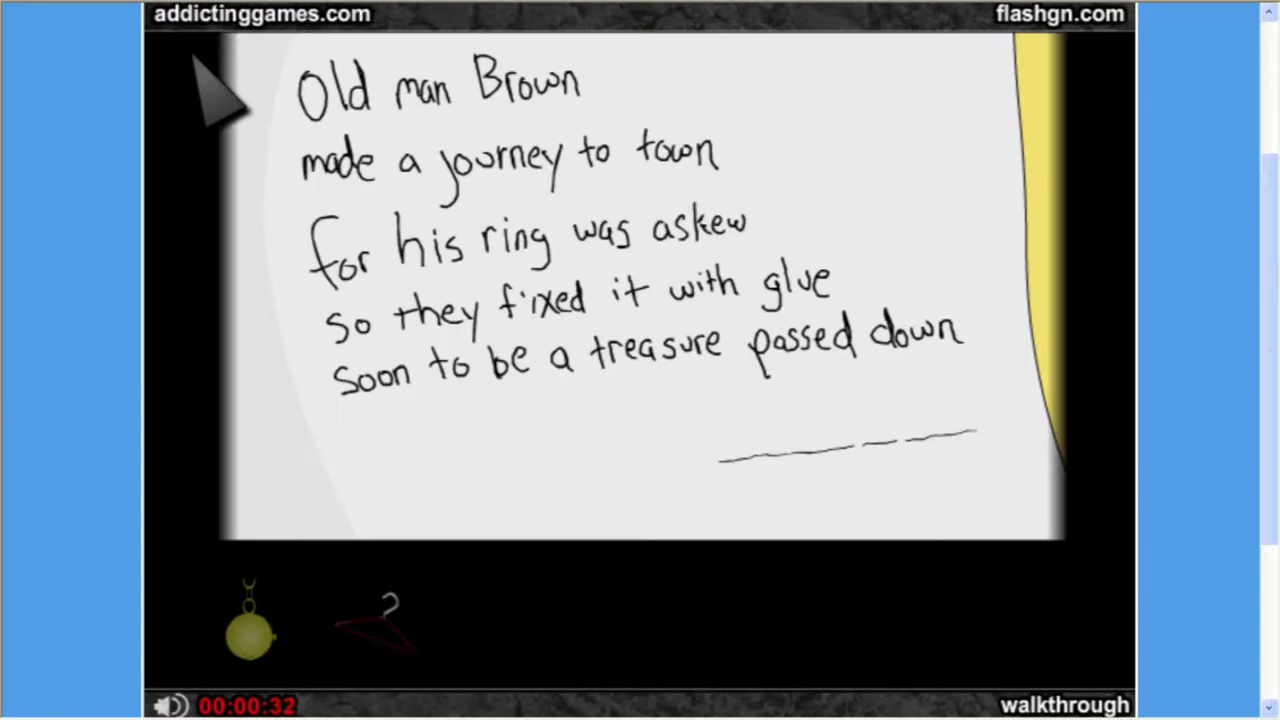 addictinggames.com
flashgn.com
Old man Brown
made a journey to town
for his ring was askew
so they fixed it with glue
soon to be a treasure passed down
00:00:32
walkthrough